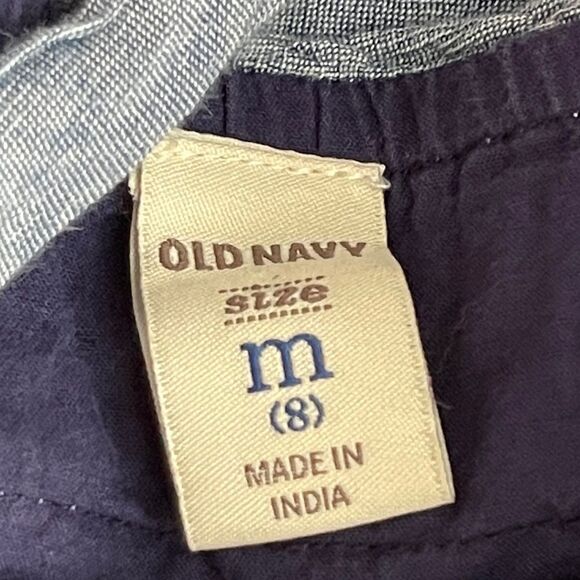 OLD NAVY
size
m
(8)
MADE IN
INDIA